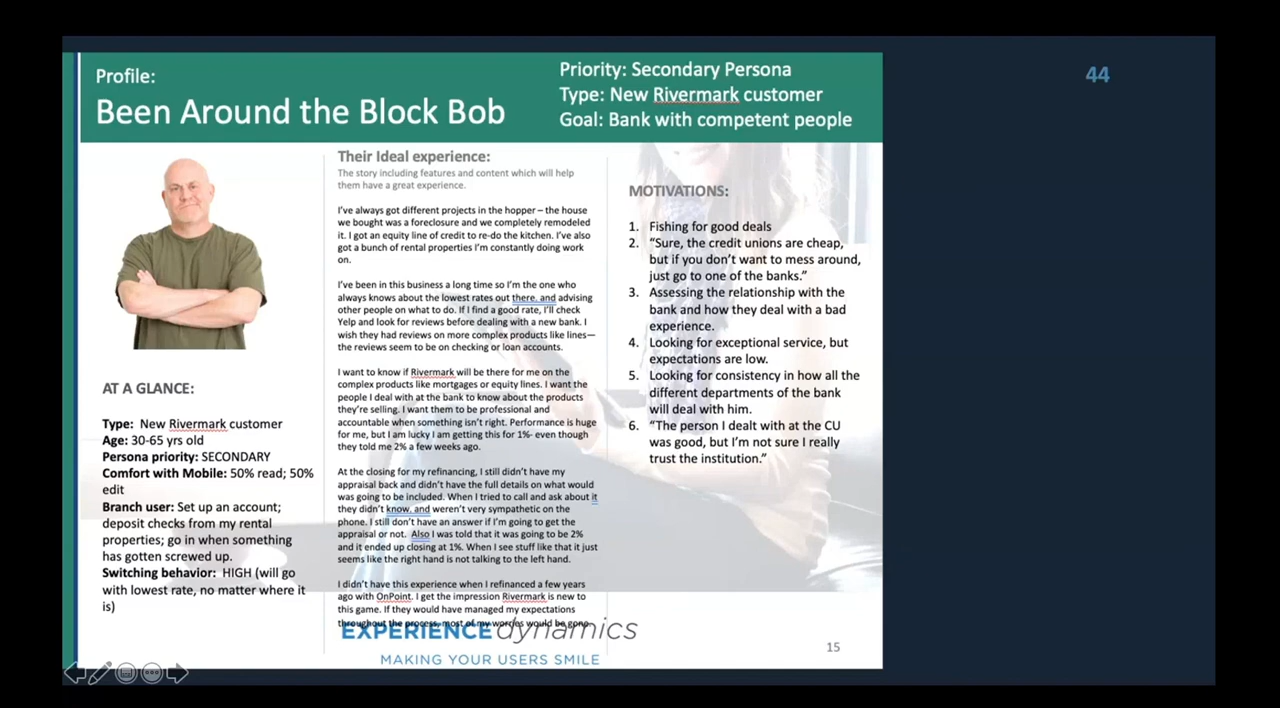 44
Profile:
Been Around the Block Bob
Priority: Secondary Persona
Type: New Rivermark customer
Goal: Bank with competent people
AT A GLANCE:
Type: New Rivermark customer
Age: 30-65 yrs old
Persona priority: SECONDARY
Comfort with Mobile: 50% read; 50%
edit
Branch user: Set up an account;
deposit checks from my rental
properties; go in when something
has gotten screwed up.
Switching behavior: HIGH (will go
with lowest rate, no matter where it
is)
Their Ideal experience:
The story including features and content which will help
them have a great experience.
I've always got different projects in the hopper – the house
we bought was a foreclosure and we completely remodeled
it. I got an equity line of credit to re-do the kitchen. I've also
got a bunch of rental properties I'm constantly doing work
on.
I've been in this business a long time so I'm the one who
always knows about the lowest rates out there. and advising
other people on what to do. If I find a good rate, I'll check
Yelp and look for reviews before dealing with a new bank. I
wish they had reviews on more complex products like lines—
the reviews seem to be on checking or loan accounts.
I want to know if Rivermark will be there for me on the
complex products like mortgages or equity lines. I want the
people I deal with at the bank to know about the products
they're selling. I want them to be professional and
accountable when something isn't right. Performance is huge
for me, but I am lucky I am getting this for 1%- even though
they told me 2% a few weeks ago.
At the closing for my refinancing, I still didn't have my
appraisal back and didn't have the full details on what would
was going to be included. When I tried to call and ask about it
they didn't know. and weren't very sympathetic on the
phone. I still don't have an answer if I'm going to get the
appraisal or not. Also I was told that it was going to be 2%
and it ended up closing at 1%. When I see stuff like that it just
seems like the right hand is not talking to the left hand.
I didn't have this experience when I refinanced a few years
ago with OnPoint. I get the impression Rivermark is new to
this game. If they would have managed my expectations
throughout the process, most of my worries would be gone.
MOTIVATIONS:
1. Fishing for good deals
2. "Sure, the credit unions are cheap,
but if you don't want to mess around,
just go to one of the banks."
3. Assessing the relationship with the
bank and how they deal with a bad
experience.
4. Looking for exceptional service, but
expectations are low.
5. Looking for consistency in how all the
different departments of the bank
will deal with him.
6. "The person I dealt with at the CU
was good, but I'm not sure I really
trust the institution."
EXPERIENCE dynamics
MAKING YOUR USERS SMILE
15